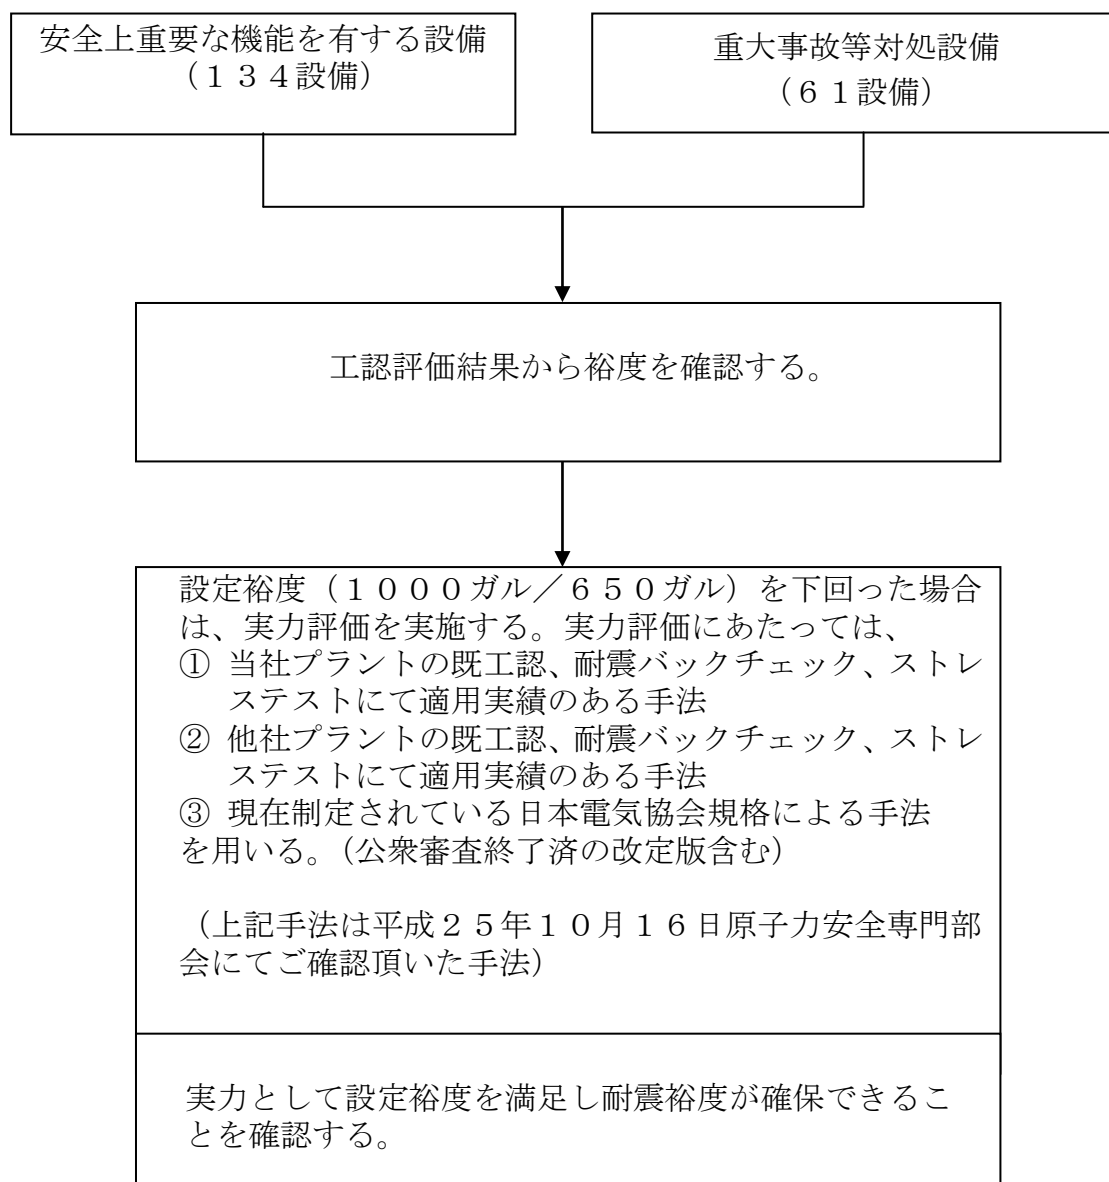 安全上重要な機能を有する設備
（１３４設備）
重大事故等対処設備
（６１設備）
工認評価結果から裕度を確認する。
設定裕度（１０００ガル／６５０ガル）を下回った場合
は、実力評価を実施する。実力評価にあたっては、
① 当社プラントの既工認、耐震バックチェック、ストレ
ステストにて適用実績のある手法
② 他社プラントの既工認、耐震バックチェック、ストレ
ステストにて適用実績のある手法
③ 現在制定されている日本電気協会規格による手法
を用いる。（公衆審査終了済の改定版含む）
（上記手法は平成２５年１０月１６日原子力安全専門部
会にてご確認頂いた手法）
実力として設定裕度を満足し耐震裕度が確保できるこ
とを確認する。